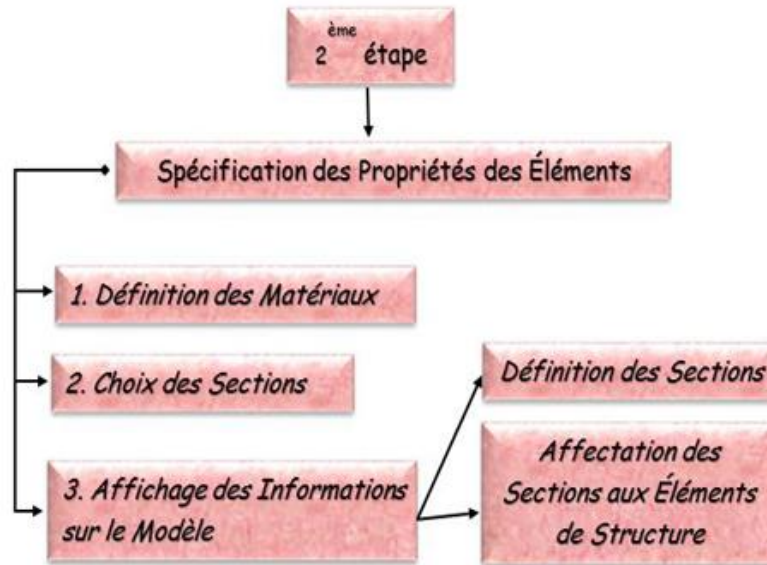 2ème étape
Spécification des Propriétés des Éléments
1. Définition des Matériaux
2. Choix des Sections
3. Affichage des Informations
sur le Modèle
Définition des Sections
Affectation des
Sections aux Éléments
de Structure